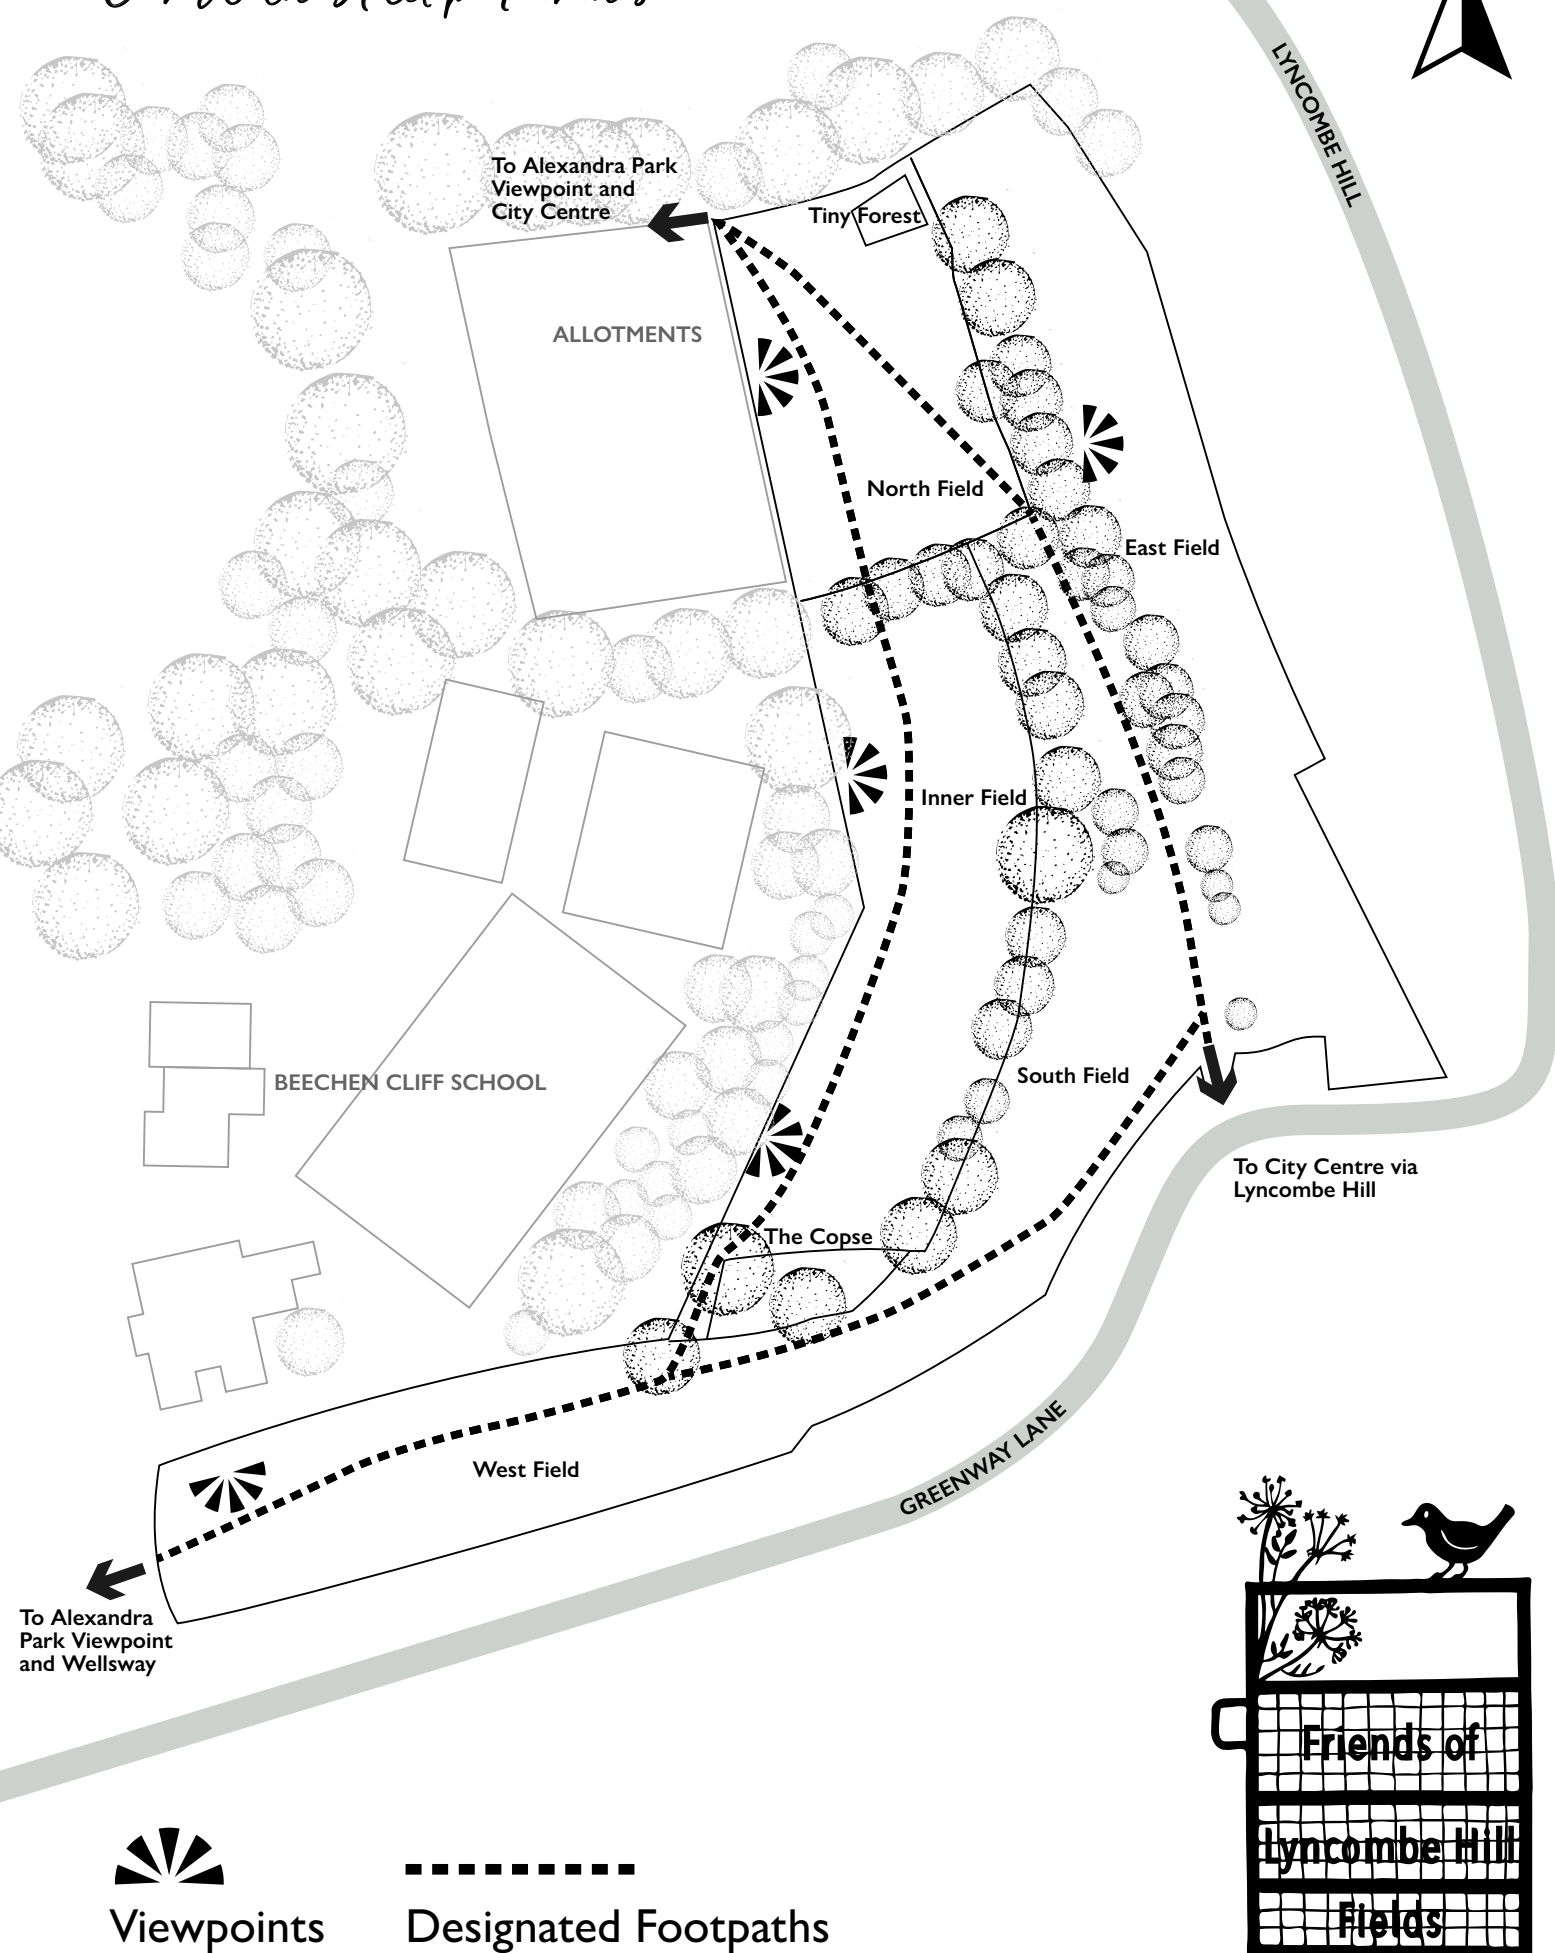 LYNCOMBE HILL
To Alexandra Park
Viewpoint and
City Centre
Tiny Forest
ALLOTMENTS
North Field
East Field
Inner Field
South Field
BEECHEN CLIFF SCHOOL
To City Centre via
Lyncombe Hill
The Copse
GREENWAY LANE
West Field
To Alexandra
Park Viewpoint
and Wellsway
Friends of
Lyncombe Hill
Fields
Viewpoints
Designated Footpaths